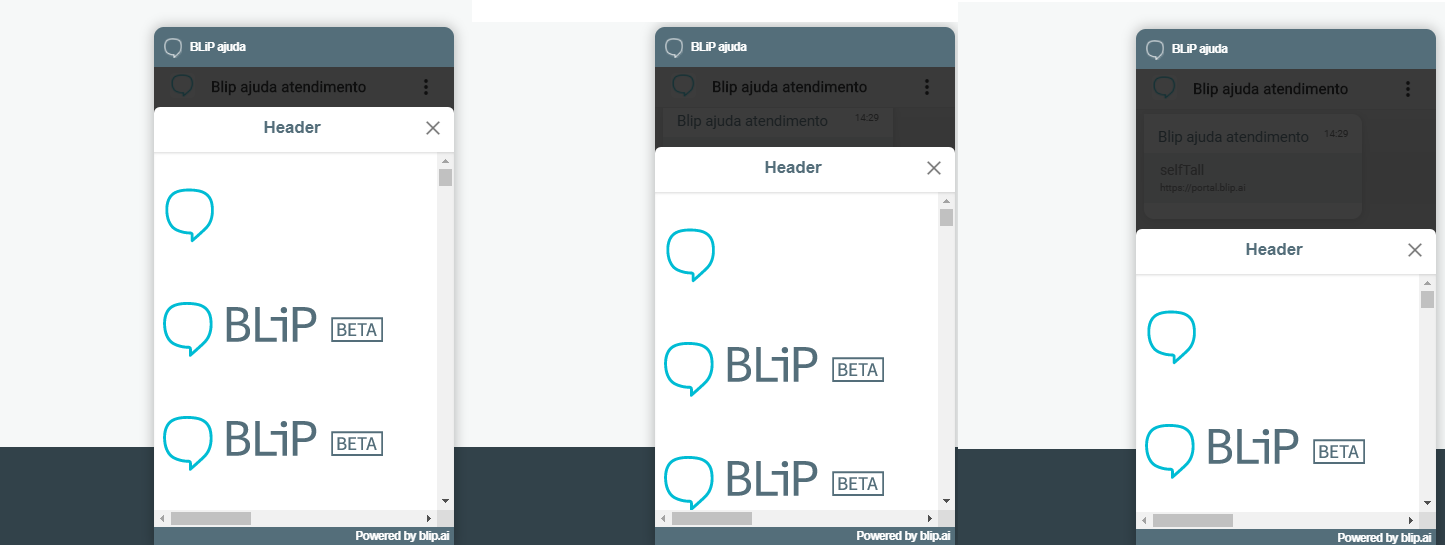 BLiP ajuda
Blip ajuda atendimento
Header
BLiP BETA
BLiP BETA
Powered by blip.ai
BLiP ajuda
Blip ajuda atendimento
Blip ajuda atendimento 14:29
Header
BLiP BETA
BLiP BETA
Powered by blip.ai
BLiP ajuda
Blip ajuda atendimento
Blip ajuda atendimento 14:29
selfTall
https://portal.blip.ai
Header
BLiP BETA
Powered by blip.ai